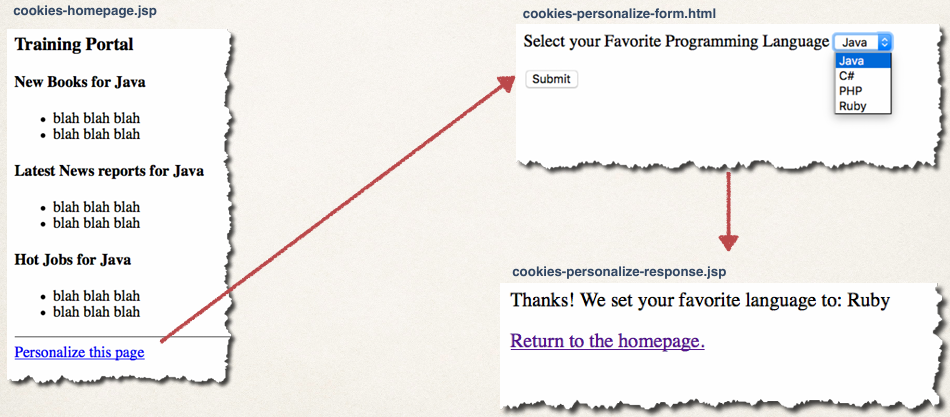 cookies-homepage.jsp
Training Portal
New Books for Java
• blah blah blah
• blah blah blah
Latest News reports for Java
• blah blah blah
• blah blah blah
Hot Jobs for Java
• blah blah blah
• blah blah blah
Personalize this page
cookies-personalize-form.html
Select your Favorite Programming Language Java
Java
C#
PHP
Ruby
Submit
cookies-personalize-response.jsp
Thanks! We set your favorite language to: Ruby
Return to the homepage.